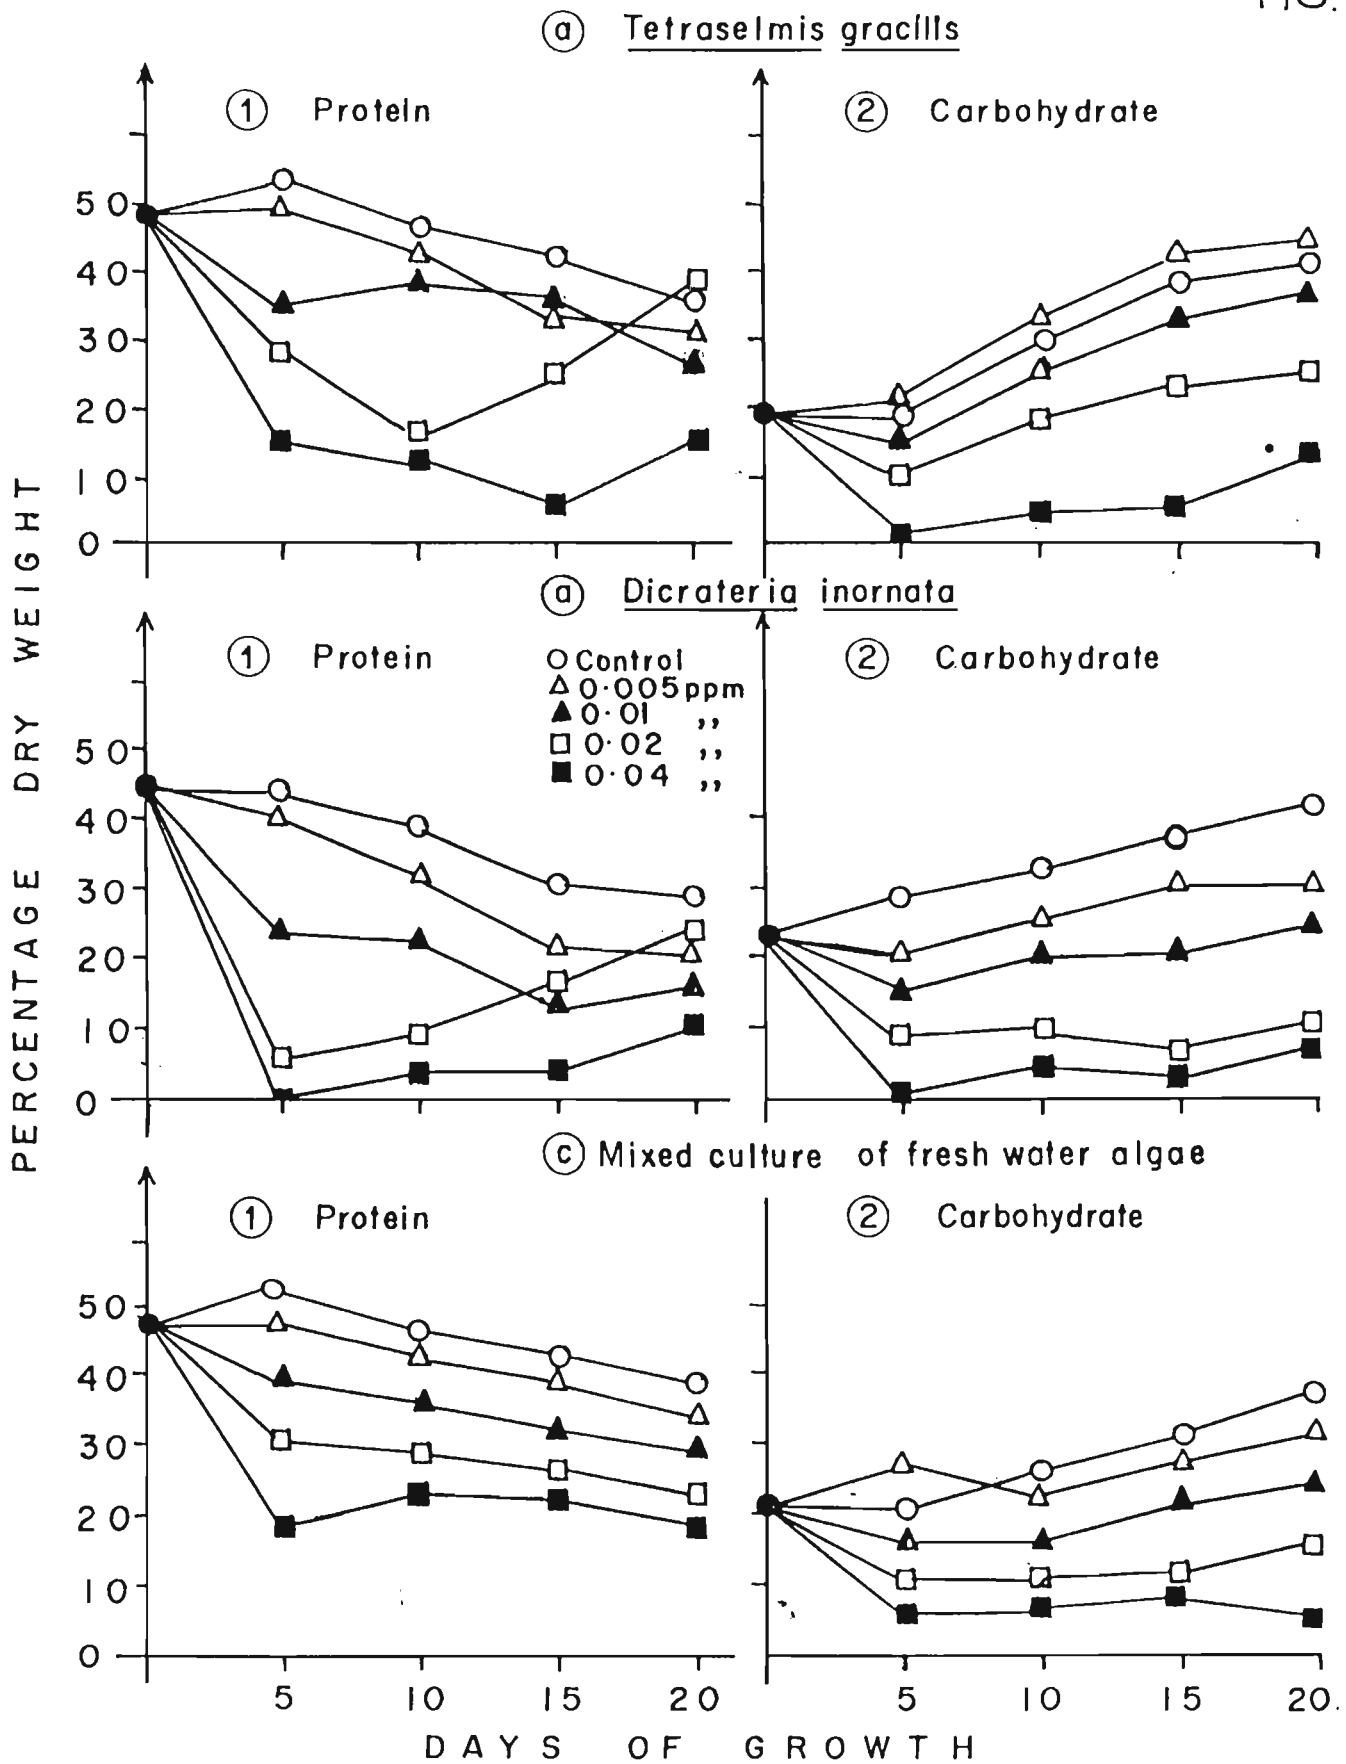 FIG.
ⓐ Tetraselmis gracilis
① Protein
② Carbohydrate
50
40
30
20
10
0
ⓐ Dicrateria inornata
① Protein
② Carbohydrate
○ Control
△ 0·005 ppm
▲ 0·01 ,,
□ 0·02 ,,
■ 0·04 ,,
50
40
30
20
10
0
PERCENTAGE DRY WEIGHT
ⓒ Mixed culture of fresh water algae
① Protein
② Carbohydrate
50
40
30
20
10
0
5 10 15 20 5 10 15 20.
DAYS OF GROWTH